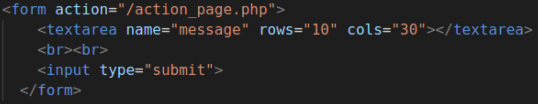 <form action="/action_page.php">
<textarea name="message" rows="10" cols="30"></textarea>
<br><br>
<input type="submit">
</form>